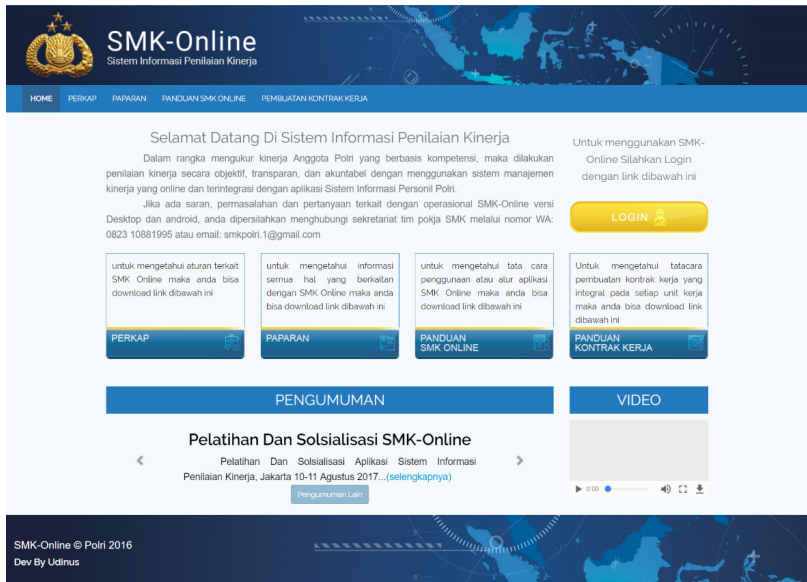 SMK-Online
Sistem Informasi Penilaian Kinerja
HOME PERKAP PAPARAN PANDUAN SMK ONLINE PEMBUATAN KONTRAK KERJA
Selamat Datang Di Sistem Informasi Penilaian Kinerja
Dalam rangka mengukur kinerja Anggota Polri yang berbasis kompetensi, maka dilakukan
penilaian kinerja secara objektif, transparan, dan akuntabel dengan menggunakan sistem manajemen
kinerja yang online dan terintegrasi dengan aplikasi Sistem Informasi Personil Polri.
Jika ada saran, permasalahan dan pertanyaan terkait dengan operasional SMK-Online versi
Desktop dan android, anda dipersilahkan menghubungi sekretariat tim pokja SMK melalui nomor WA:
0823 10881995 atau email: smkpolri.1@gmail.com
Untuk menggunakan SMK-
Online Silahkan Login
dengan link dibawah ini
LOGIN
untuk mengetahui aturan terkait
SMK Online maka anda bisa
download link dibawah ini
PERKAP
untuk mengetahui informasi
semua hal yang berkaitan
dengan SMK Online maka anda
bisa download link dibawah ini
PAPARAN
untuk mengetahui tata cara
penggunaan atau alur aplikasi
SMK Online maka anda bisa
download link dibawah ini
PANDUAN
SMK ONLINE
Untuk mengetahui tatacara
pembuatan kontrak kerja yang
integral pada setiap unit kerja
maka anda bisa download link
dibawah ini
PANDUAN
KONTRAK KERJA
PENGUMUMAN
Pelatihan Dan Solsialisasi SMK-Online
Pelatihan Dan Solsialisasi Aplikasi Sistem Informasi
Penilaian Kinerja, Jakarta 10-11 Agustus 2017...(selengkapnya)
Pengumuman Lain
VIDEO
0:00
SMK-Online © Polri 2016
Dev By Udinus